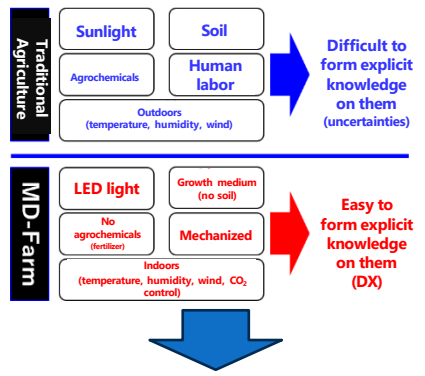 Traditional
Agriculture
Sunlight
Soil
Agrochemicals
Human
labor
Outdoors
(temperature, humidity, wind)
Difficult to
form explicit
knowledge
on them
(uncertainties)
MD-Farm
LED light
Growth medium
(no soil)
No
agrochemicals
(fertilizer)
Mechanized
Indoors
(temperature, humidity, wind, CO₂
control)
Easy to
form explicit
knowledge
on them
(DX)